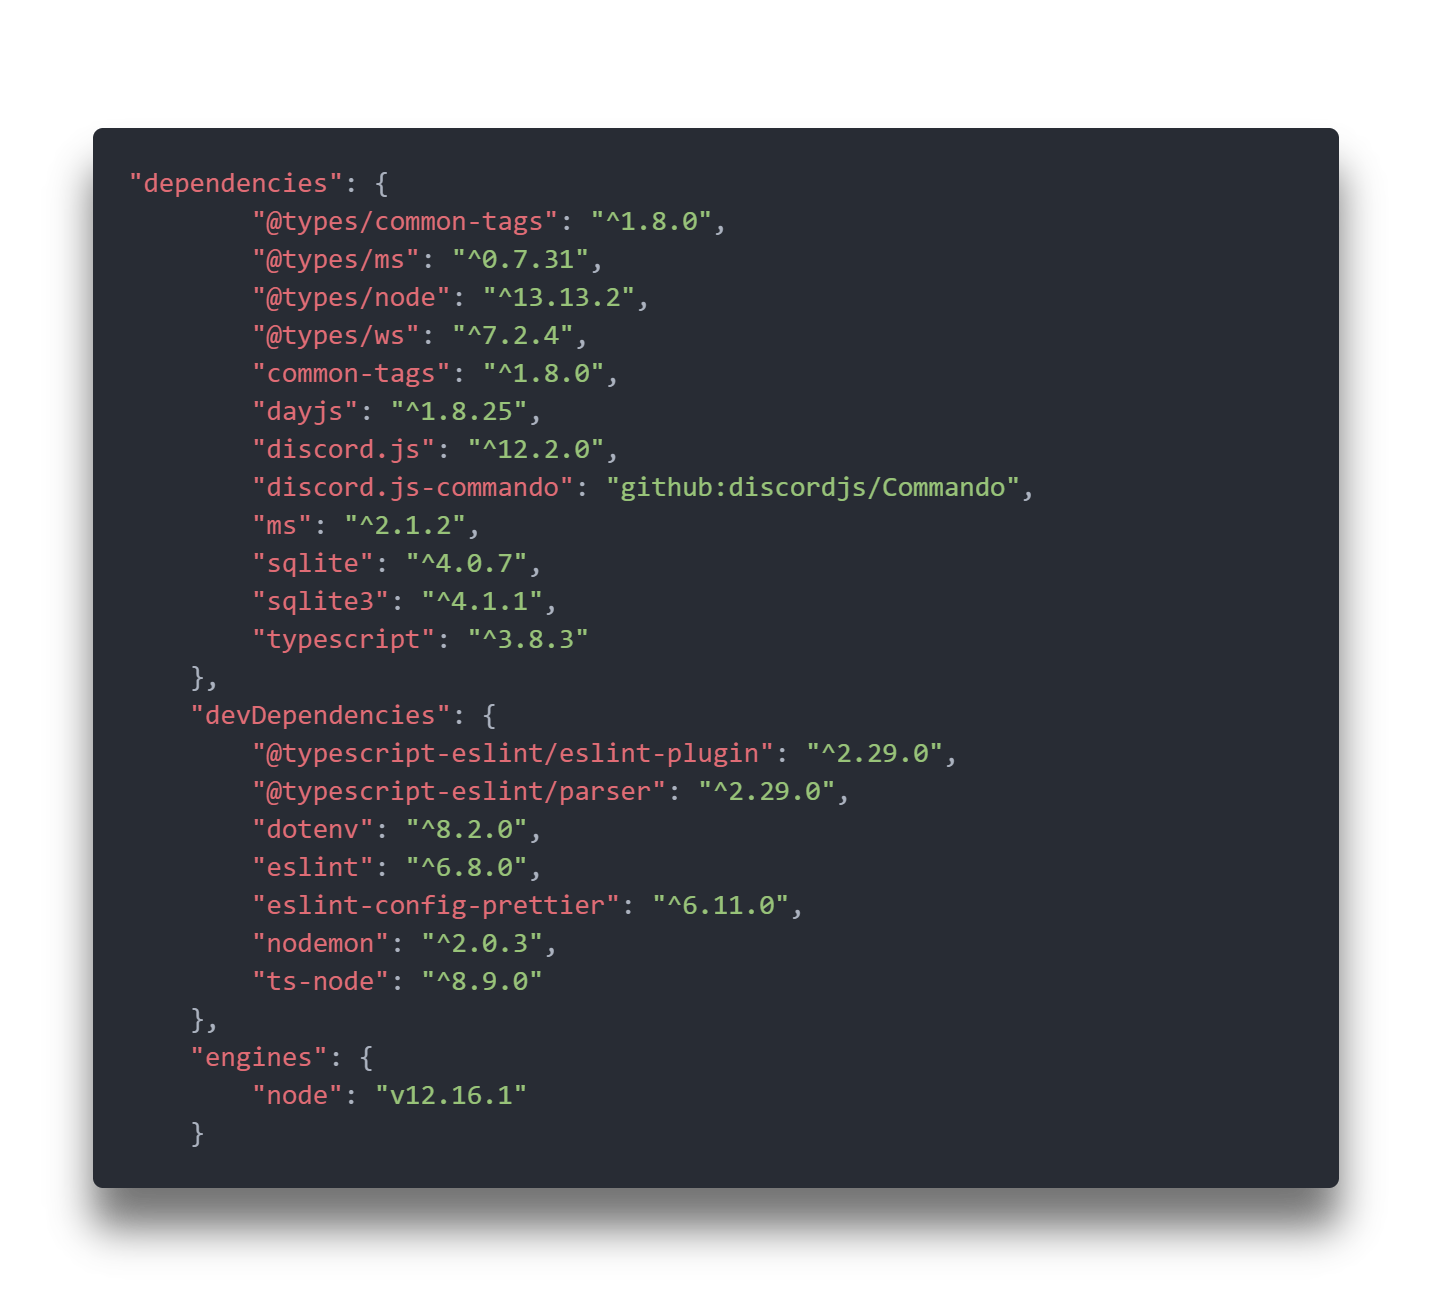 "dependencies": {
        "@types/common-tags": "^1.8.0",
        "@types/ms": "^0.7.31",
        "@types/node": "^13.13.2",
        "@types/ws": "^7.2.4",
        "common-tags": "^1.8.0",
        "dayjs": "^1.8.25",
        "discord.js": "^12.2.0",
        "discord.js-commando": "github:discordjs/Commando",
        "ms": "^2.1.2",
        "sqlite": "^4.0.7",
        "sqlite3": "^4.1.1",
        "typescript": "^3.8.3"
    },
    "devDependencies": {
        "@typescript-eslint/eslint-plugin": "^2.29.0",
        "@typescript-eslint/parser": "^2.29.0",
        "dotenv": "^8.2.0",
        "eslint": "^6.8.0",
        "eslint-config-prettier": "^6.11.0",
        "nodemon": "^2.0.3",
        "ts-node": "^8.9.0"
    },
    "engines": {
        "node": "v12.16.1"
    }